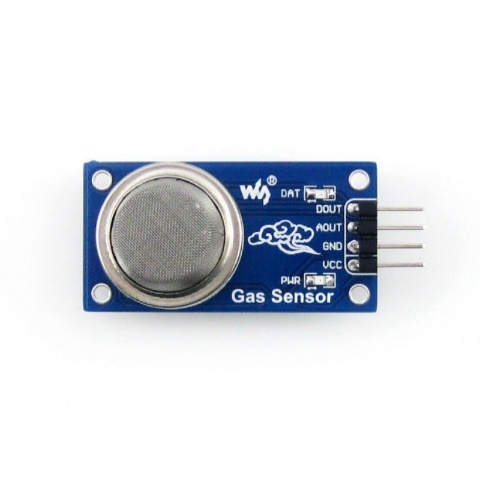 W ®
DAT
DOUT
AOUT
GND
VCC
PWR
Gas Sensor